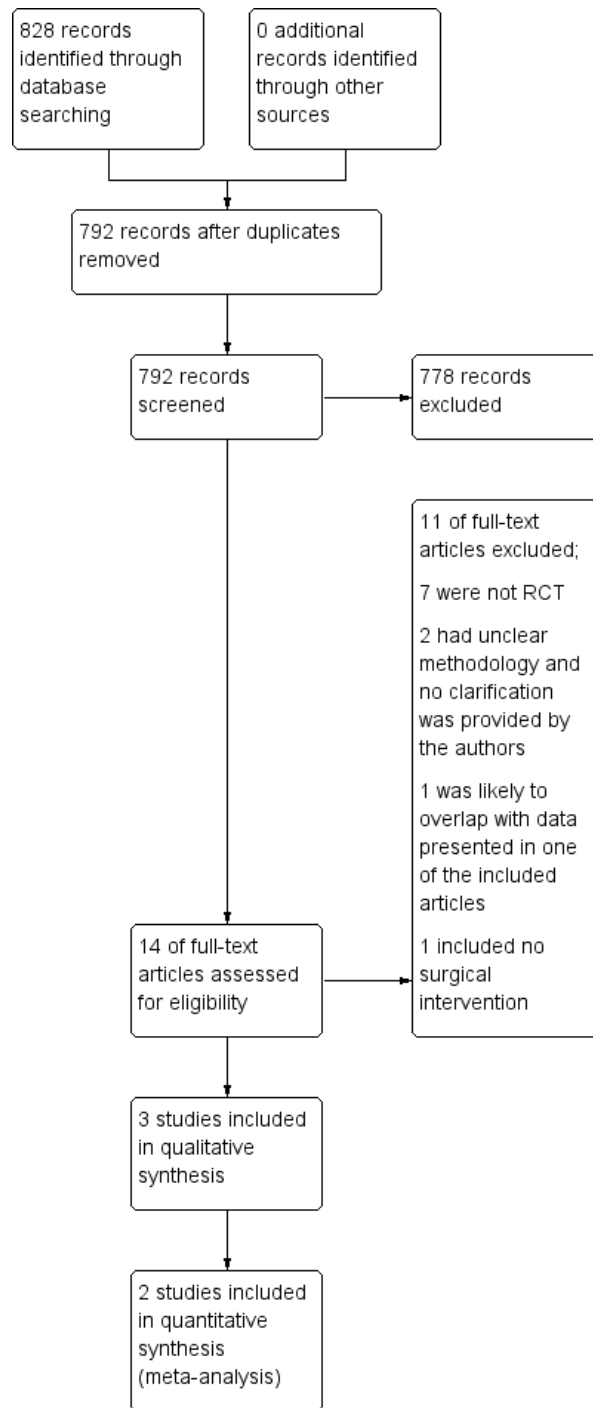 828 records
identified through
database
searching
0 additional
records identified
through other
sources
792 records after duplicates
removed
792 records
screened
778 records
excluded
11 of full-text
articles excluded;
7 were not RCT
2 had unclear
methodology and
no clarification
was provided by
the authors
1 was likely to
overlap with data
presented in one
of the included
articles
1 included no
surgical
intervention
14 of full-text
articles assessed
for eligibility
3 studies included
in qualitative
synthesis
2 studies included
in quantitative
synthesis
(meta-analysis)